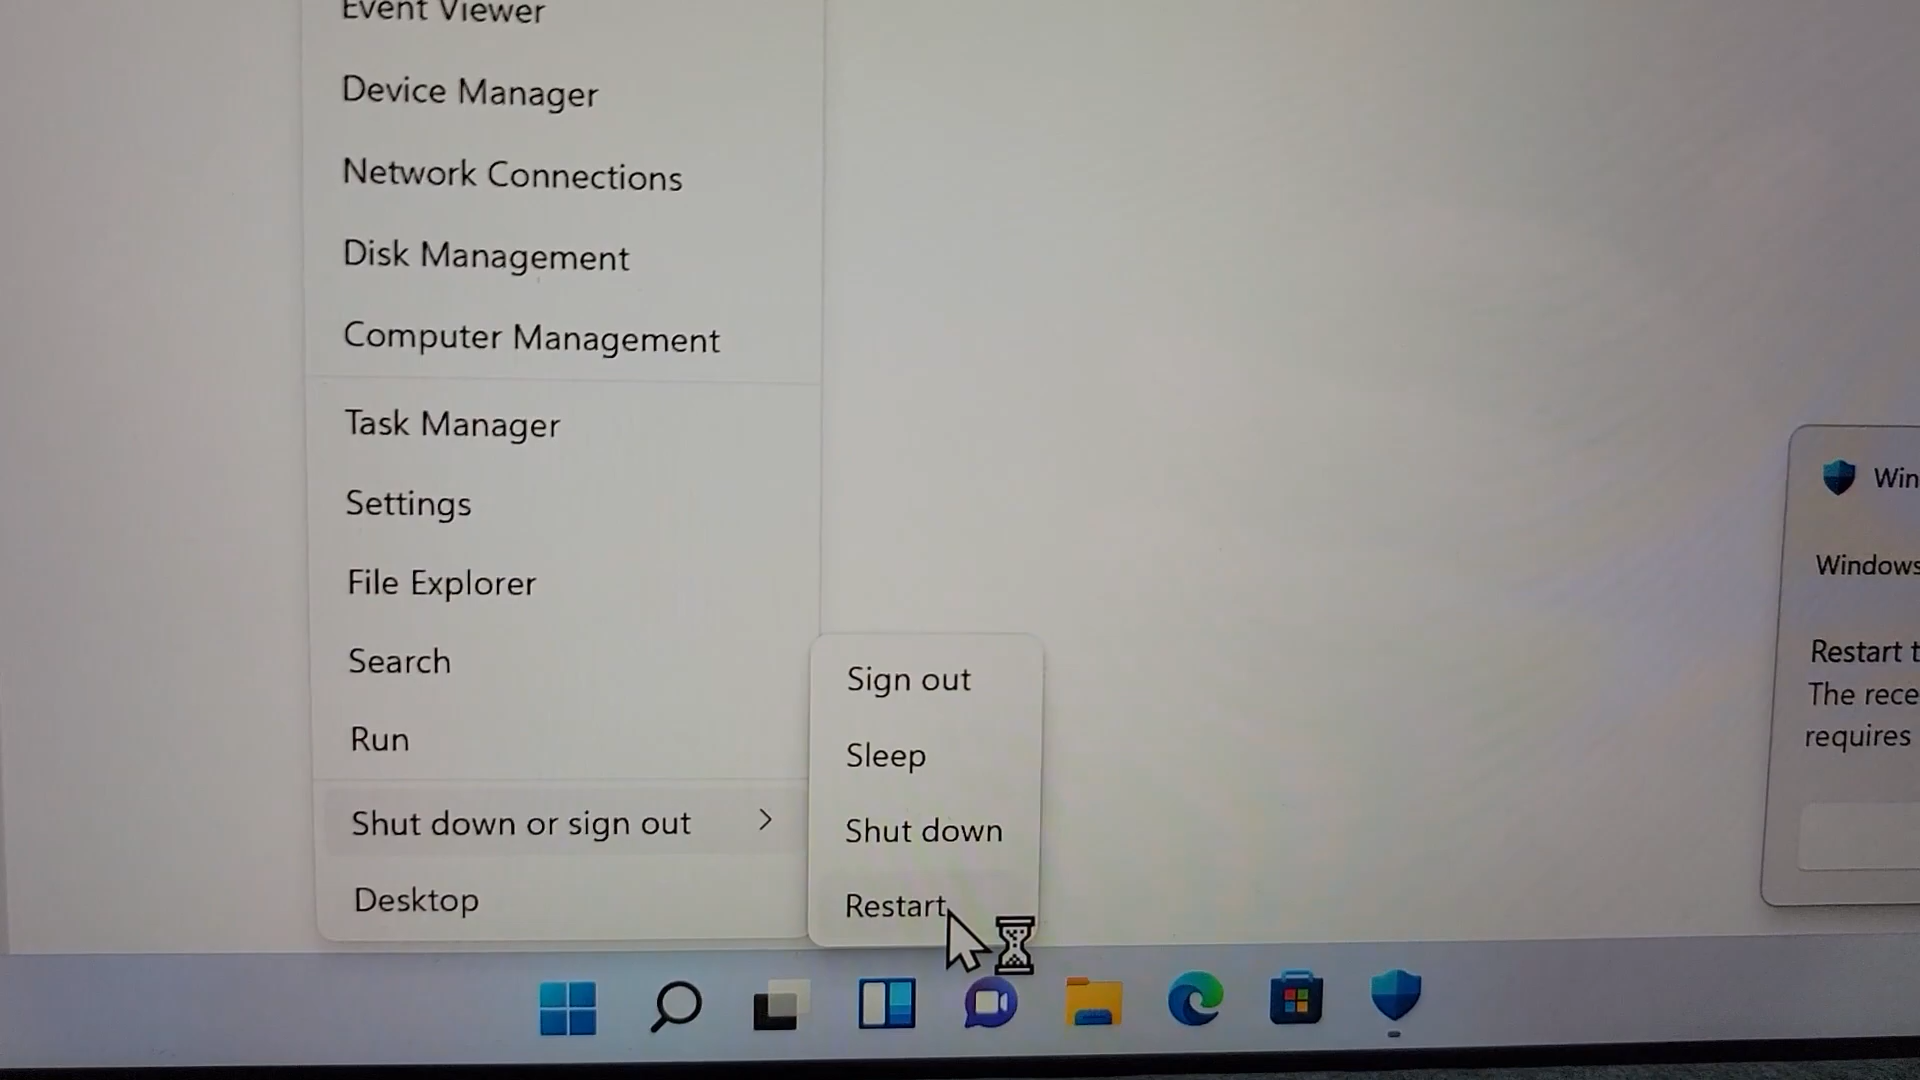 Event Viewer
Device Manager
Network Connections
Disk Management
Computer Management
Task Manager
Settings
File Explorer
Search
Run
Shut down or sign out
Desktop
Sign out
Sleep
Shut down
Restart
Win
Windows
Restart t
The rece
requires